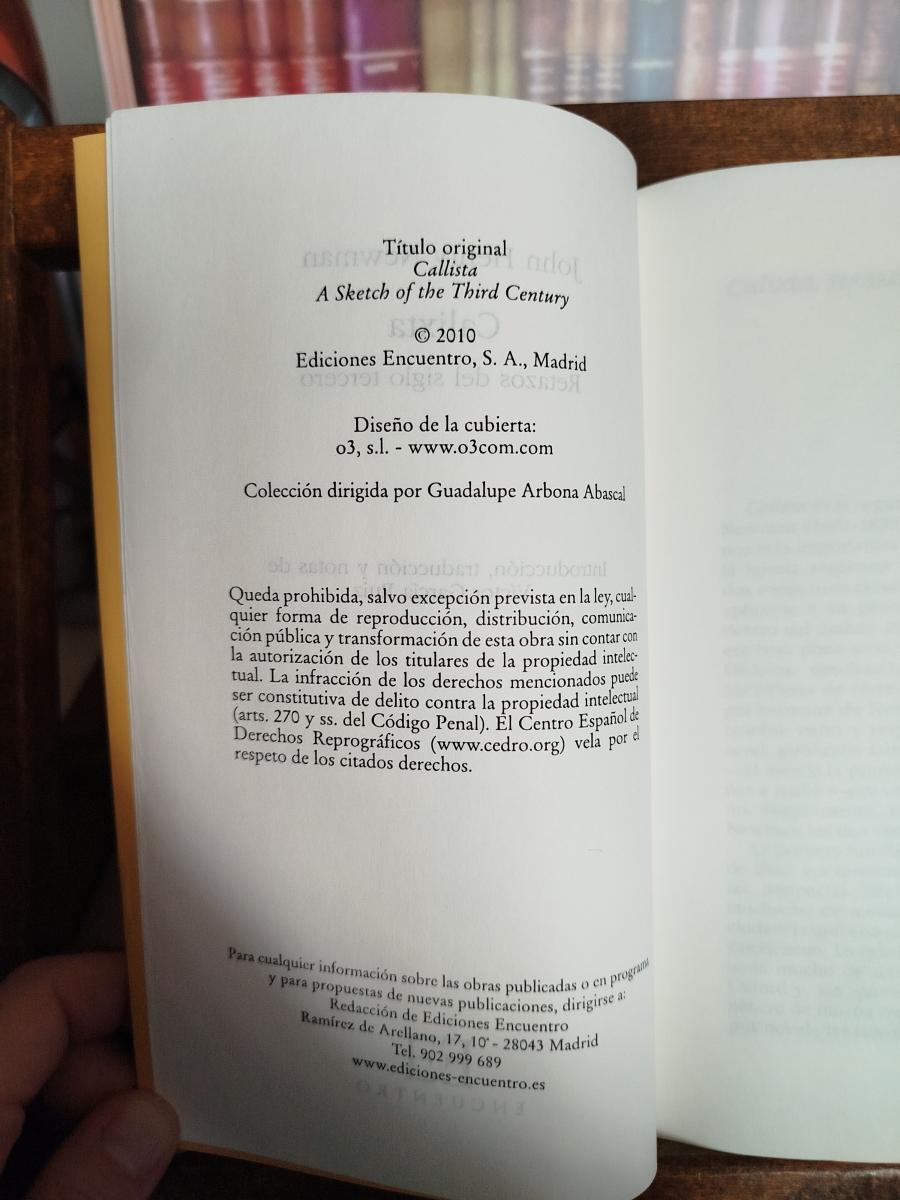 Título original
Callista
A Sketch of the Third Century
© 2010
Ediciones Encuentro, S. A., Madrid
Diseño de la cubierta:
o3, s.l. - www.o3com.com
Colección dirigida por Guadalupe Arbona Abascal
Queda prohibida, salvo excepción prevista en la ley, cual-
quier forma de reproducción, distribución, comunica-
ción pública y transformación de esta obra sin contar con
la autorización de los titulares de la propiedad intelec-
tual. La infracción de los derechos mencionados puede
ser constitutiva de delito contra la propiedad intelectual
(arts. 270 y ss. del Código Penal). El Centro Español de
Derechos Reprográficos (www.cedro.org) vela por el
respeto de los citados derechos.
Para cualquier información sobre las obras publicadas o en programa
y para propuestas de nuevas publicaciones, dirigirse a:
Redacción de Ediciones Encuentro
Ramírez de Arellano, 17, 10ª - 28043 Madrid
Tel. 902 999 689
www.ediciones-encuentro.es